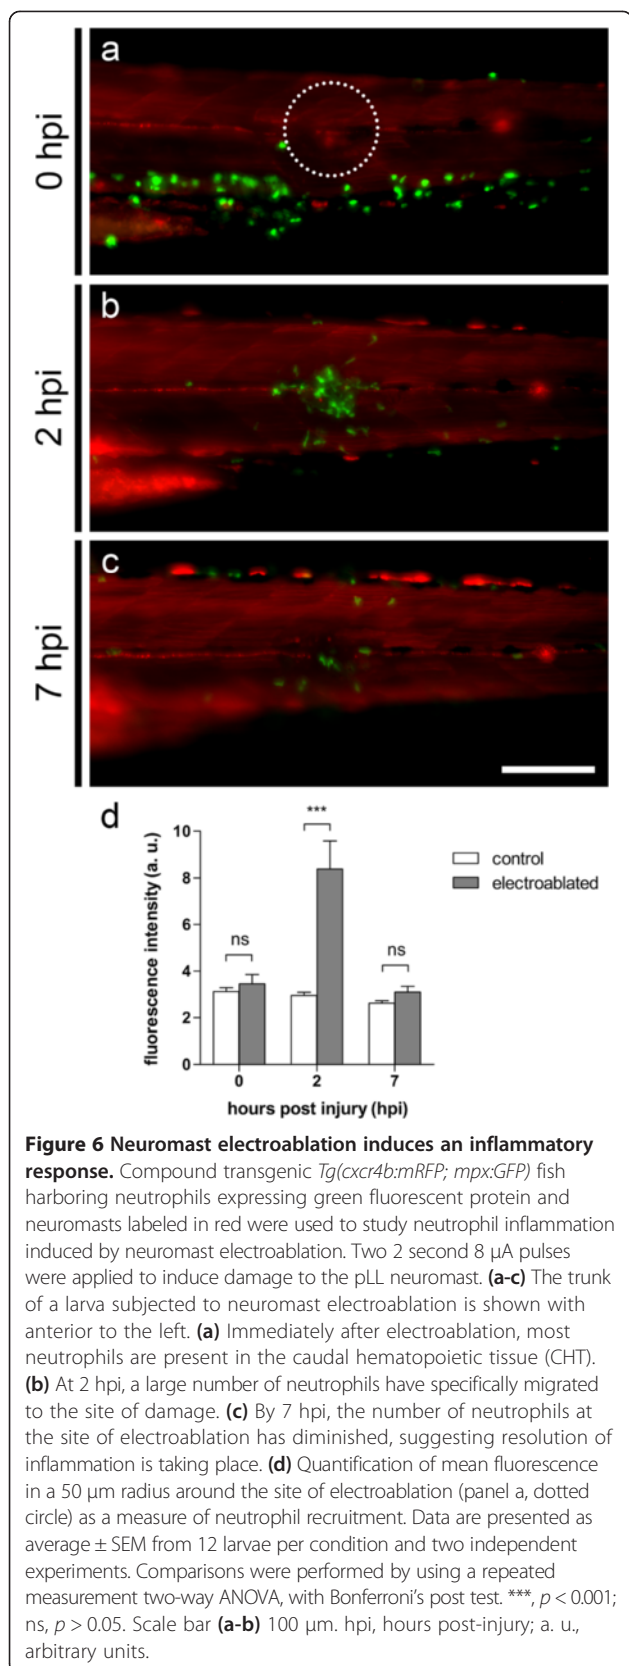 a
0 hpi
b
2 hpi
c
7 hpi
d
***
10
8
6
4
2
0
fluorescence intensity (a. u.)
ns
ns
control
electroablated
0 2 7
hours post injury (hpi)
Figure 6 Neuromast electroablation induces an inflammatory
response. Compound transgenic Tg(cxcr4b:mRFP; mpx:GFP) fish
harboring neutrophils expressing green fluorescent protein and
neuromasts labeled in red were used to study neutrophil inflammation
induced by neuromast electroablation. Two 2 second 8 μA pulses
were applied to induce damage to the pLL neuromast. (a-c) The trunk
of a larva subjected to neuromast electroablation is shown with
anterior to the left. (a) Immediately after electroablation, most
neutrophils are present in the caudal hematopoietic tissue (CHT).
(b) At 2 hpi, a large number of neutrophils have specifically migrated
to the site of damage. (c) By 7 hpi, the number of neutrophils at
the site of electroablation has diminished, suggesting resolution of
inflammation is taking place. (d) Quantification of mean fluorescence
in a 50 μm radius around the site of electroablation (panel a, dotted
circle) as a measure of neutrophil recruitment. Data are presented as
average ± SEM from 12 larvae per condition and two independent
experiments. Comparisons were performed by using a repeated
measurement two-way ANOVA, with Bonferroni's post test. ***, p < 0.001;
ns, p > 0.05. Scale bar (a-b) 100 μm. hpi, hours post-injury; a. u.,
arbitrary units.